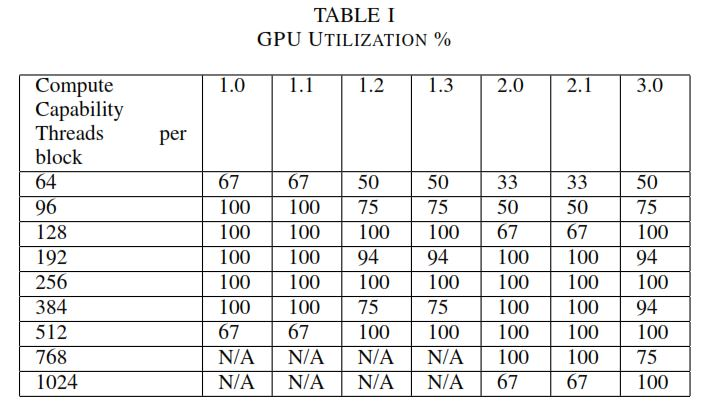 TABLE I
GPU UTILIZATION %
Compute Capability Threads per block 1.0 1.1 1.2 1.3 2.0 2.1 3.0
64 67 67 50 50 33 33 50
96 100 100 75 75 50 50 75
128 100 100 100 100 67 67 100
192 100 100 94 94 100 100 94
256 100 100 100 100 100 100 100
384 100 100 75 75 100 100 94
512 67 67 100 100 100 100 100
768 N/A N/A N/A N/A 100 100 75
1024 N/A N/A N/A N/A 67 67 100